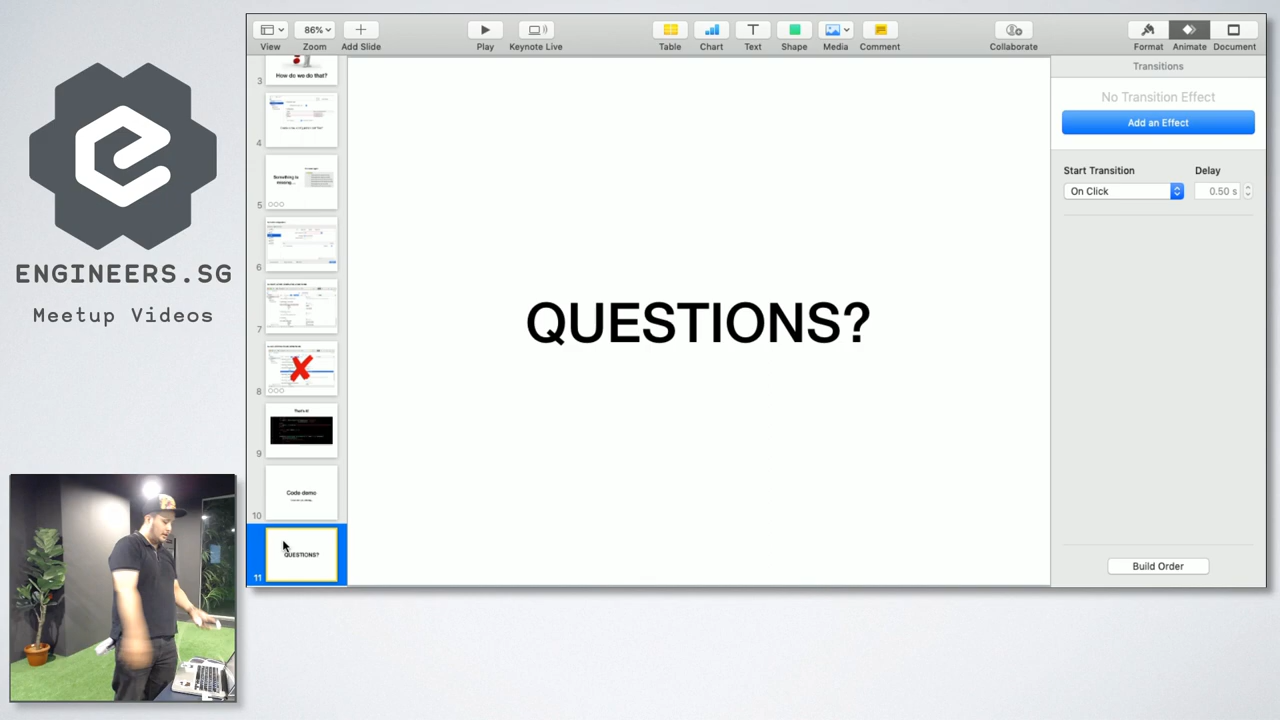 ENGINEERS.SG
Meetup Videos
View
86%
Zoom
Add Slide
Play
Keynote Live
Table
Chart
Text
Shape
Media
Comment
Collaborate
Format
Animate
Document
Transitions
No Transition Effect
Add an Effect
Start Transition
Delay
On Click
0.50 s
Build Order
3
How do we do that?
4
5
Something is
missing...
6
7
8
9
That's it!
10
Code demo
11
QUESTIONS?
QUESTIONS?